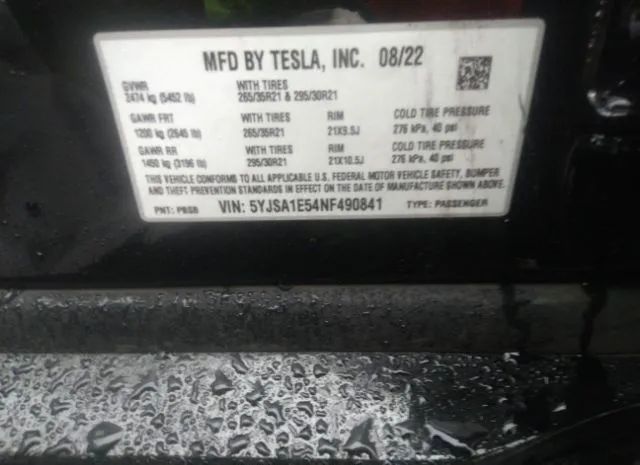 MFD BY TESLA, INC. 08/22
GVWR WITH TIRES
2474 kg (5452 lb) 265/35R21 & 295/30R21
GAWR FRT WITH TIRES RIM COLD TIRE PRESSURE
1200 kg (2646 lb) 265/35R21 21X9.5J 276 kPa, 40 psi
GAWR RR WITH TIRES RIM COLD TIRE PRESSURE
1450 kg (3196 lb) 295/30R21 21X10.5J 276 kPa, 40 psi
THIS VEHICLE CONFORMS TO ALL APPLICABLE U.S. FEDERAL MOTOR VEHICLE SAFETY, BUMPER
AND THEFT PREVENTION STANDARDS IN EFFECT ON THE DATE OF MANUFACTURE SHOWN ABOVE.
PNT: PBSB VIN: 5YJSA1E54NF490841 TYPE: PASSENGER